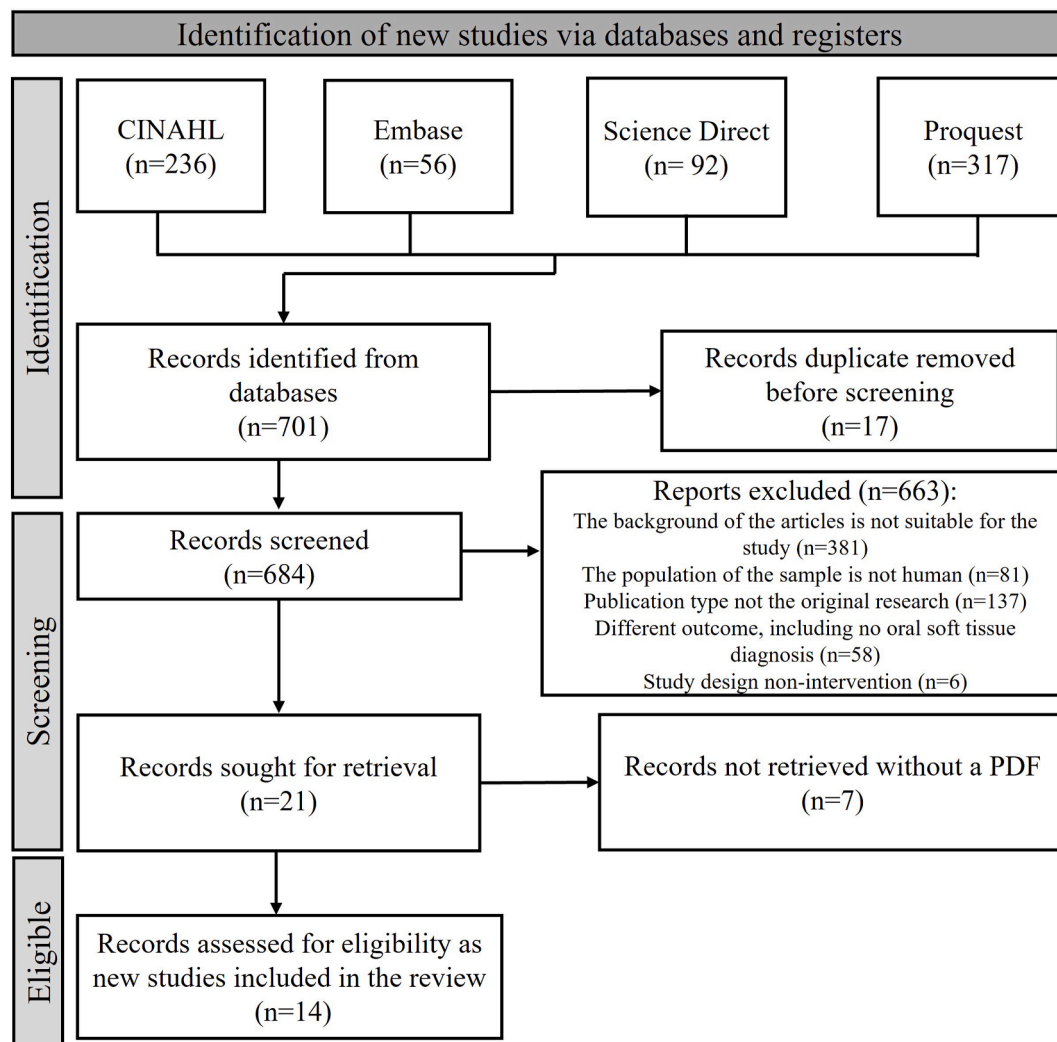 Identification of new studies via databases and registers
Identification
CINAHL
(n=236)
Embase
(n=56)
Science Direct
(n= 92)
Proquest
(n=317)
Records identified from
databases
(n=701)
Records duplicate removed
before screening
(n=17)
Screening
Records screened
(n=684)
Reports excluded (n=663):
The background of the articles is not suitable for the
study (n=381)
The population of the sample is not human (n=81)
Publication type not the original research (n=137)
Different outcome, including no oral soft tissue
diagnosis (n=58)
Study design non-intervention (n=6)
Records sought for retrieval
(n=21)
Records not retrieved without a PDF
(n=7)
Eligible
Records assessed for eligibility as
new studies included in the review
(n=14)